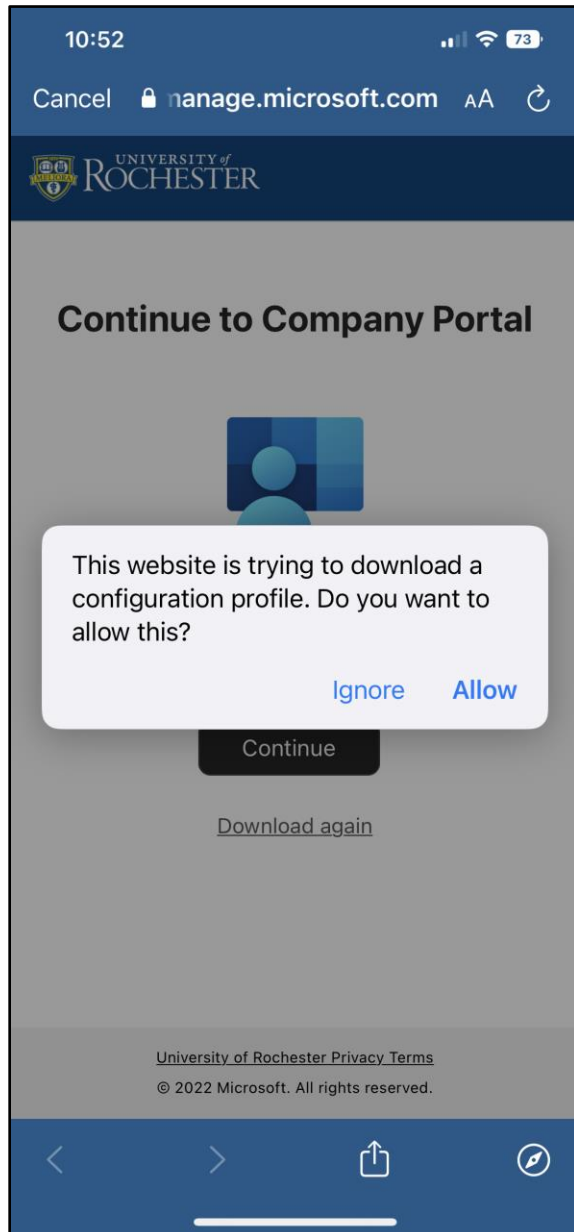 10:52
73
Cancel manage.microsoft.com AA
UNIVERSITY of
ROCHESTER
MELIORA
Continue to Company Portal
This website is trying to download a
configuration profile. Do you want to
allow this?
Ignore Allow
Continue
Download again
University of Rochester Privacy Terms
© 2022 Microsoft. All rights reserved.